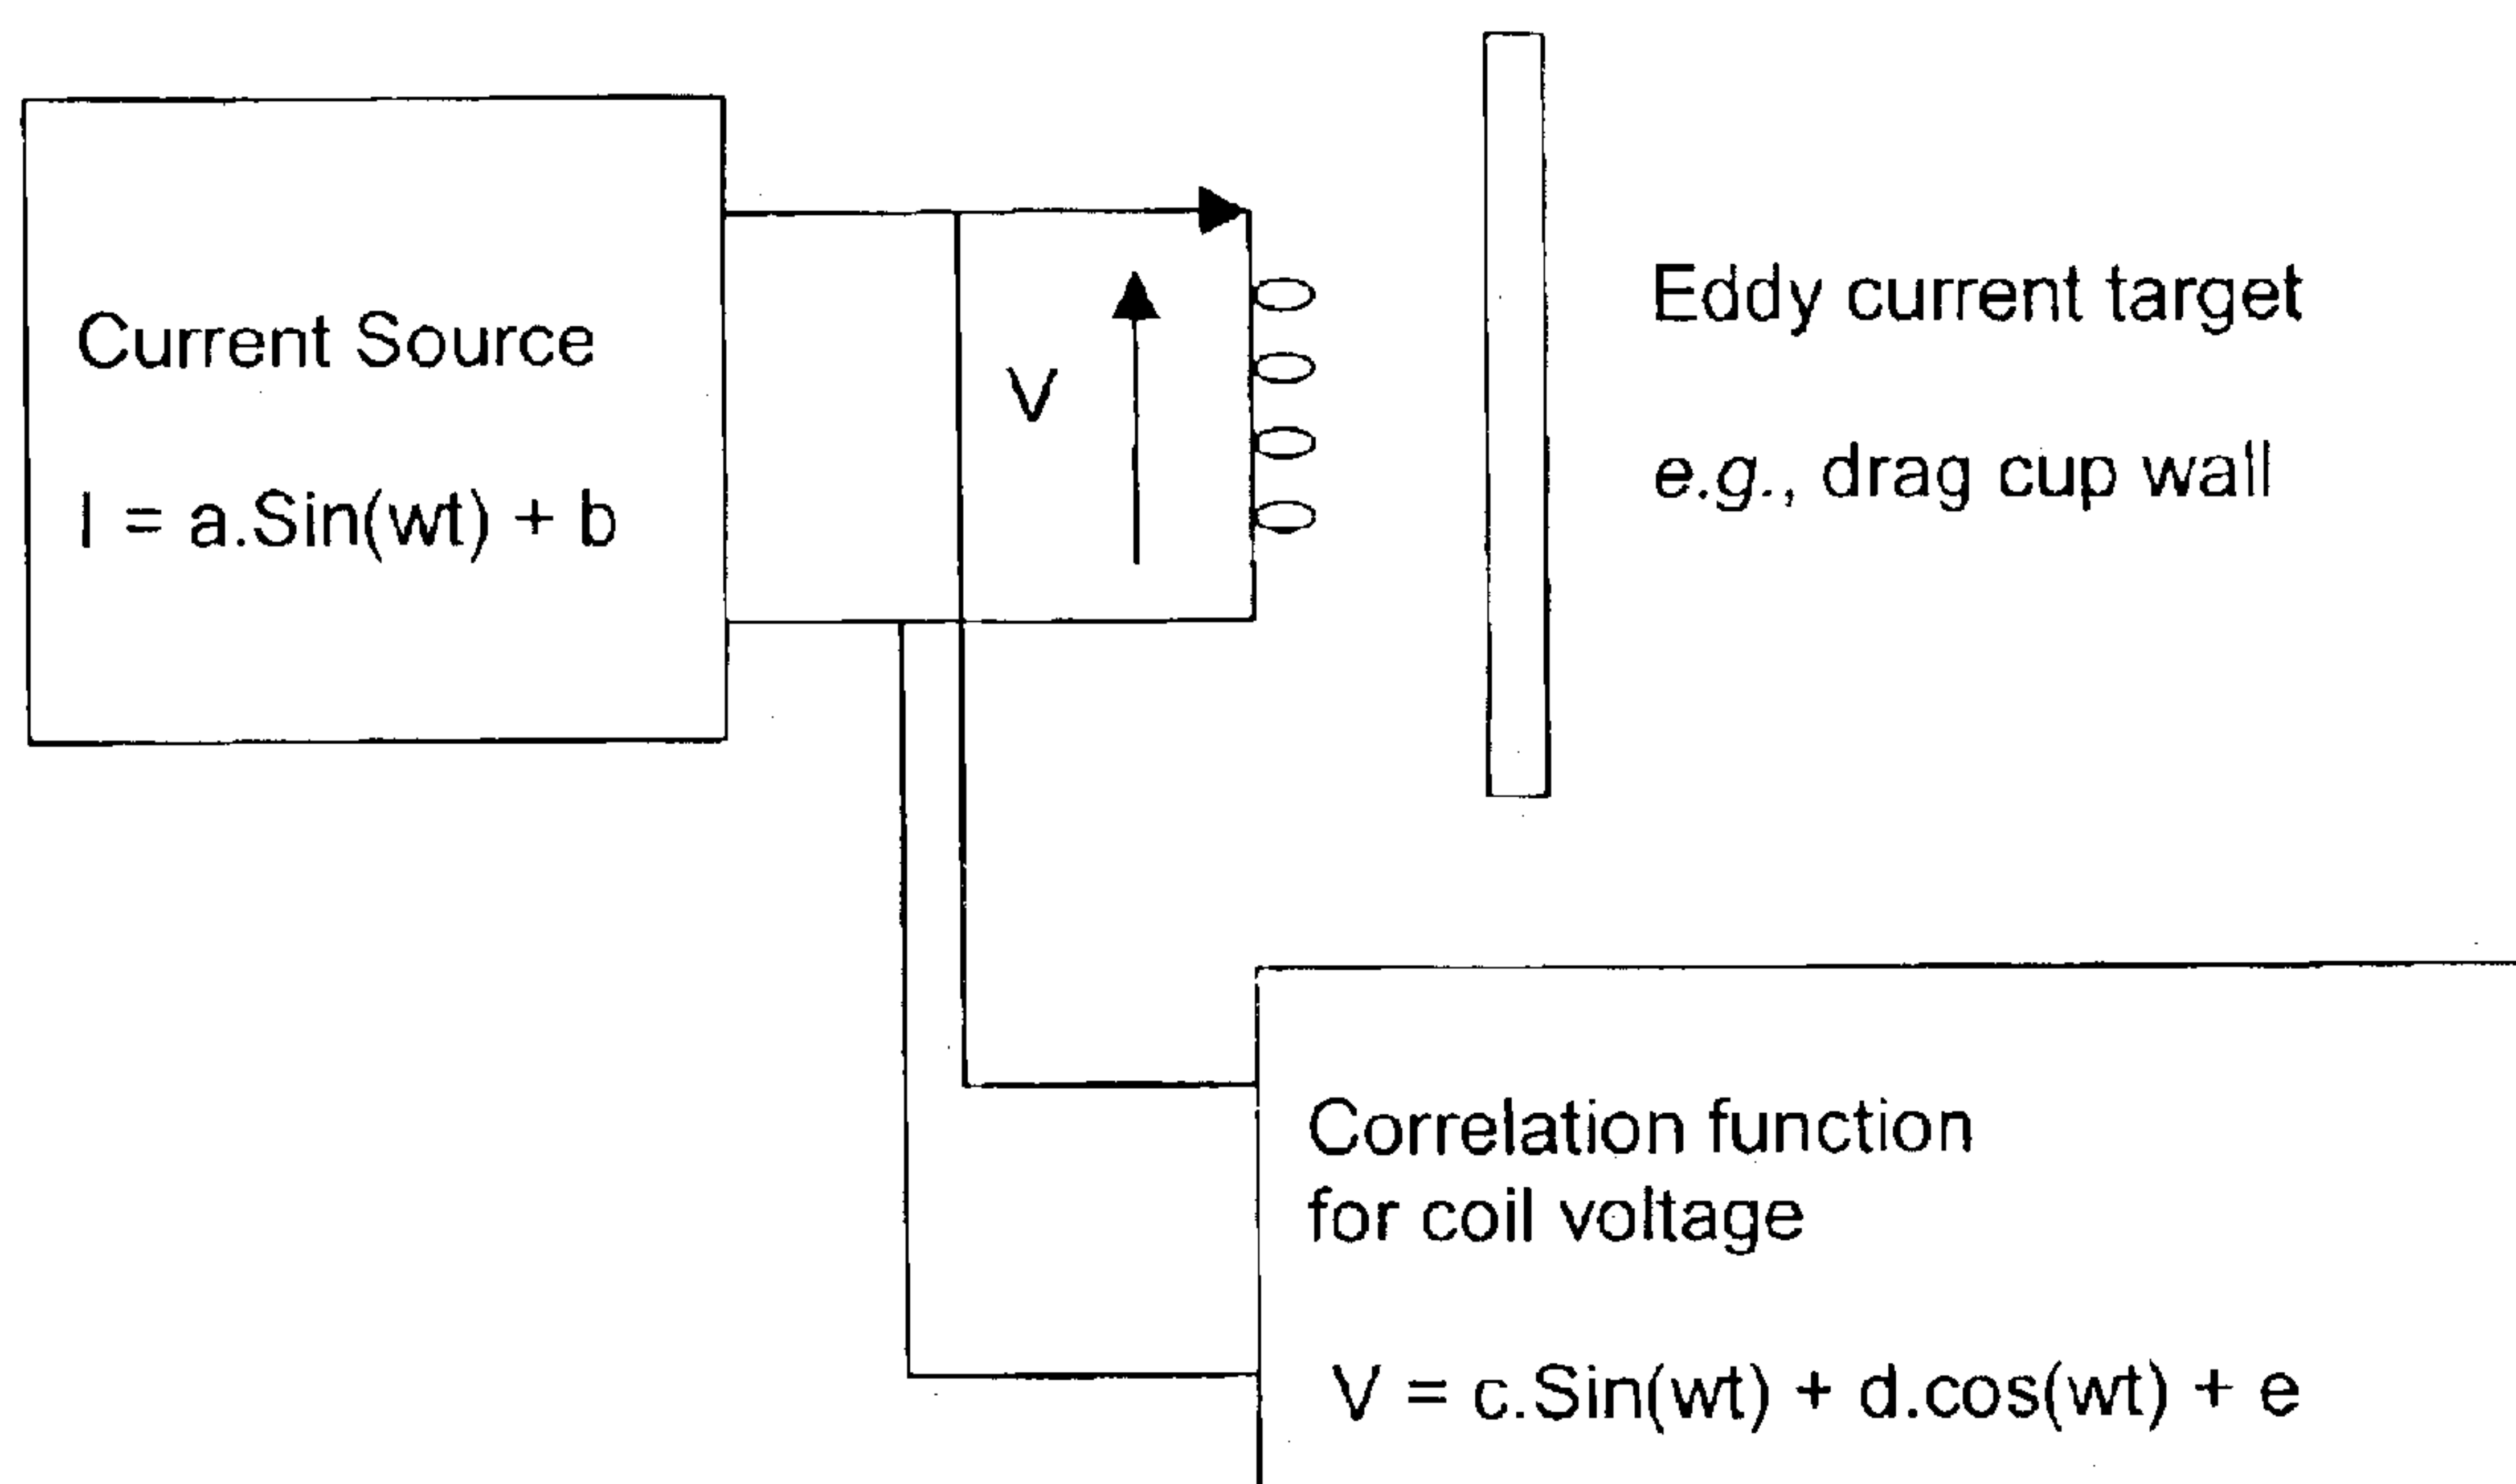 Current Source
I = a.Sin(wt) + b
V
Eddy current target
e.g., drag cup wall
Correlation function
for coil voltage
V = c.Sin(wt) + d.cos(wt) + e